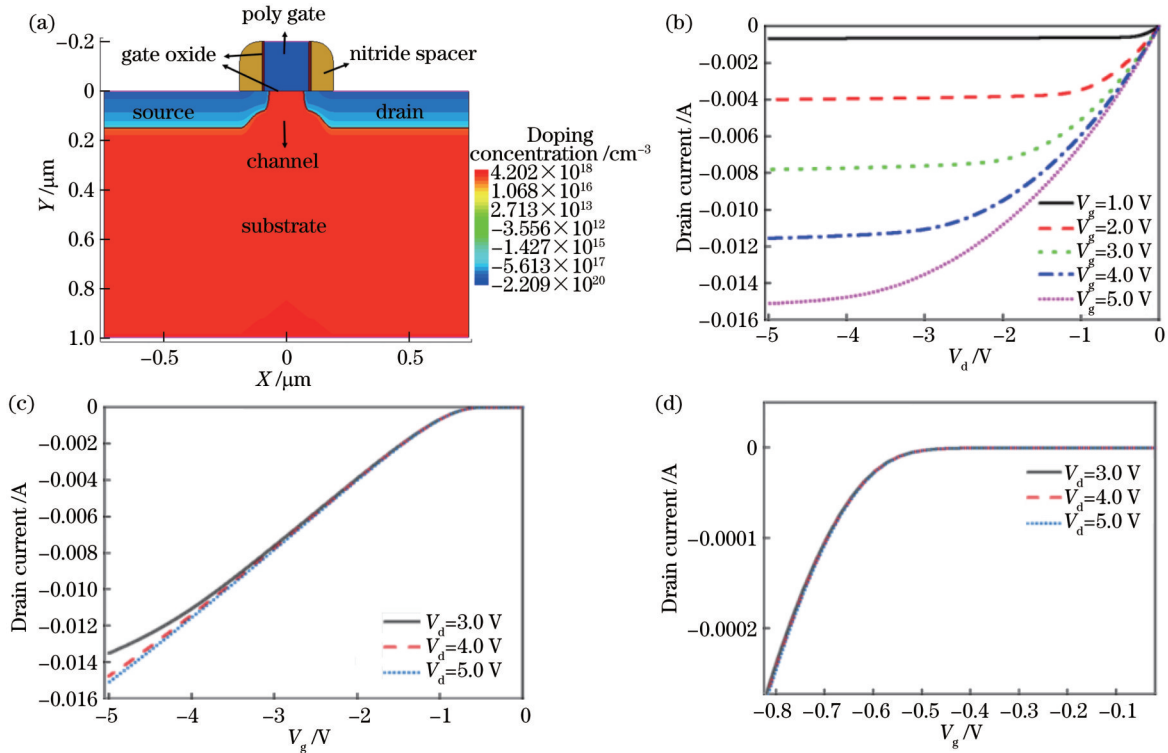 (a)
poly gate
gate oxide
nitride spacer
source
drain
channel
substrate
Doping
concentration /cm⁻³
4.202×10¹⁸
1.068×10¹⁶
2.713×10¹³
−3.556×10¹²
−1.427×10¹⁵
−5.613×10¹⁷
−2.209×10²⁰
−0.2
0
0.2
0.4
0.6
0.8
1.0
Y/μm
−0.5
0
0.5
X/μm
(b)
0
−0.002
−0.004
−0.006
−0.008
−0.010
−0.012
−0.014
−0.016
Drain current /A
Vg=1.0 V
Vg=2.0 V
Vg=3.0 V
Vg=4.0 V
Vg=5.0 V
−5
−4
−3
−2
−1
0
Vd/V
(c)
0
−0.002
−0.004
−0.006
−0.008
−0.010
−0.012
−0.014
−0.016
Drain current /A
Vd=3.0 V
Vd=4.0 V
Vd=5.0 V
−5
−4
−3
−2
−1
0
Vg/V
(d)
0
−0.0001
−0.0002
Drain current /A
Vd=3.0 V
Vd=4.0 V
Vd=5.0 V
−0.8
−0.7
−0.6
−0.5
−0.4
−0.3
−0.2
−0.1
Vg/V